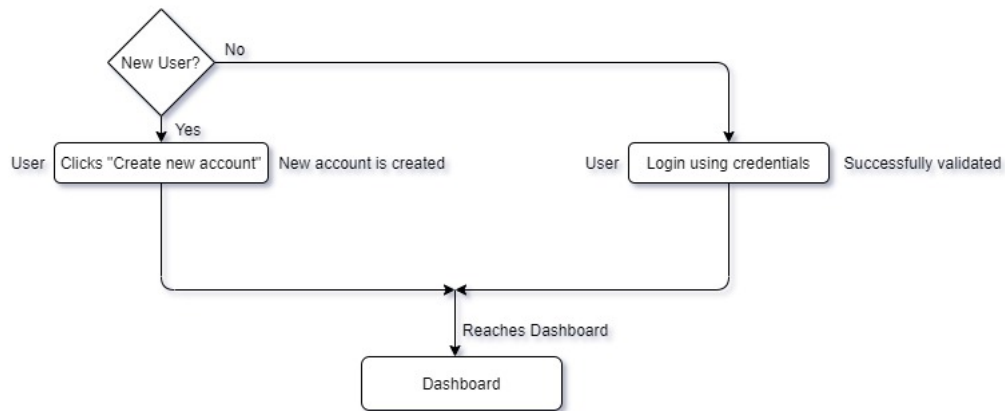 No
New User?
Yes
User
Clicks "Create new account"
New account is created
User
Login using credentials
Successfully validated
Reaches Dashboard
Dashboard